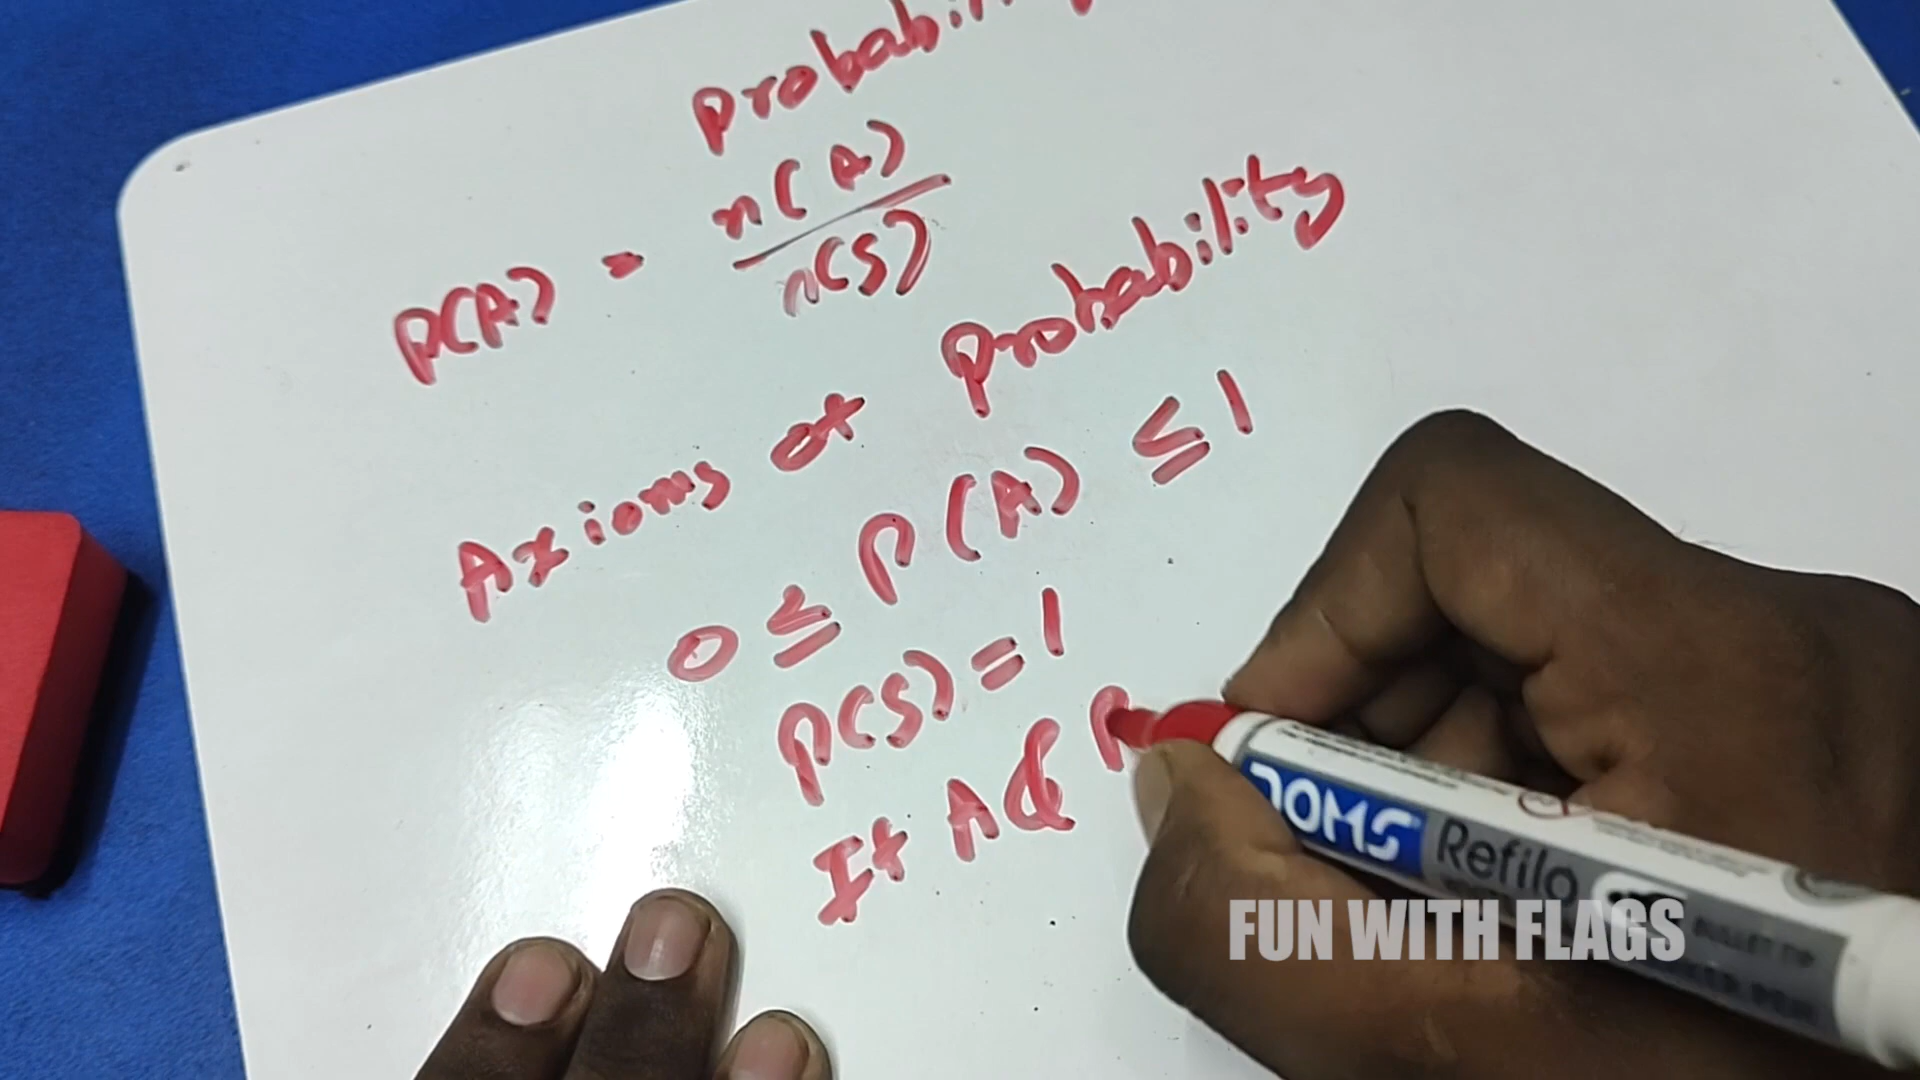 Probability
P(A) = n(A)/n(S)
Axioms of Probability
0 ≤ P(A) ≤ 1
P(S) = 1
If A &
DOMS Refilo
FUN WITH FLAGS